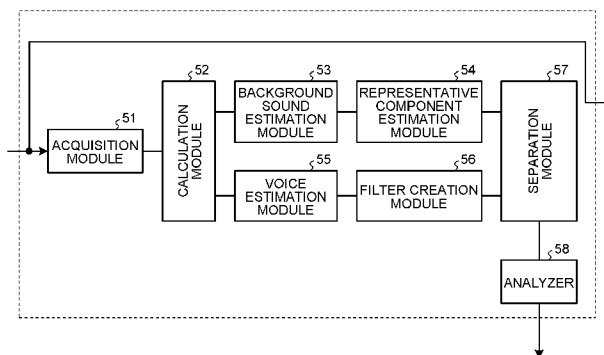 51
ACQUISITION
MODULE
52
CALCULATION
MODULE
53
BACKGROUND
SOUND
ESTIMATION
MODULE
54
REPRESENTATIVE
COMPONENT
ESTIMATION
MODULE
55
VOICE
ESTIMATION
MODULE
56
FILTER CREATION
MODULE
57
SEPARATION
MODULE
58
ANALYZER